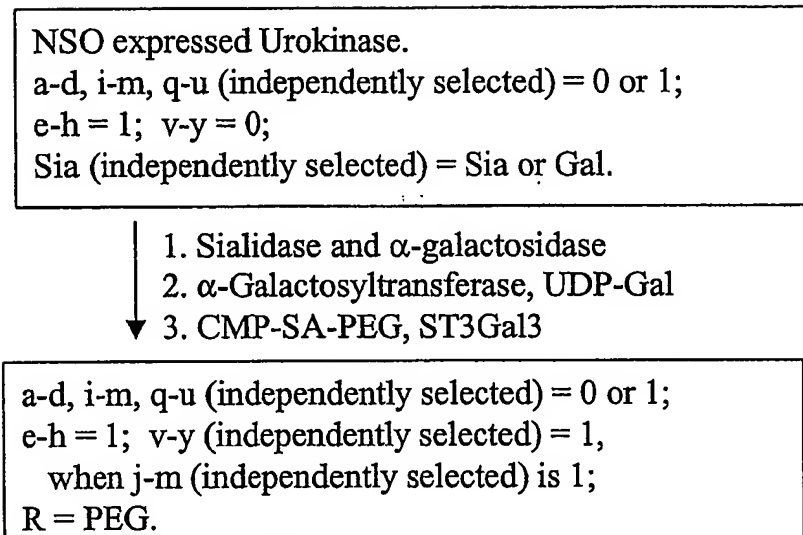 NSO expressed Urokinase.
a-d, i-m, q-u (independently selected) = 0 or 1;
e-h = 1; v-y = 0;
Sia (independently selected) = Sia or Gal.
1. Sialidase and α-galactosidase
2. α-Galactosyltransferase, UDP-Gal
3. CMP-SA-PEG, ST3Gal3
a-d, i-m, q-u (independently selected) = 0 or 1;
e-h = 1; v-y (independently selected) = 1,
when j-m (independently selected) is 1;
R = PEG.